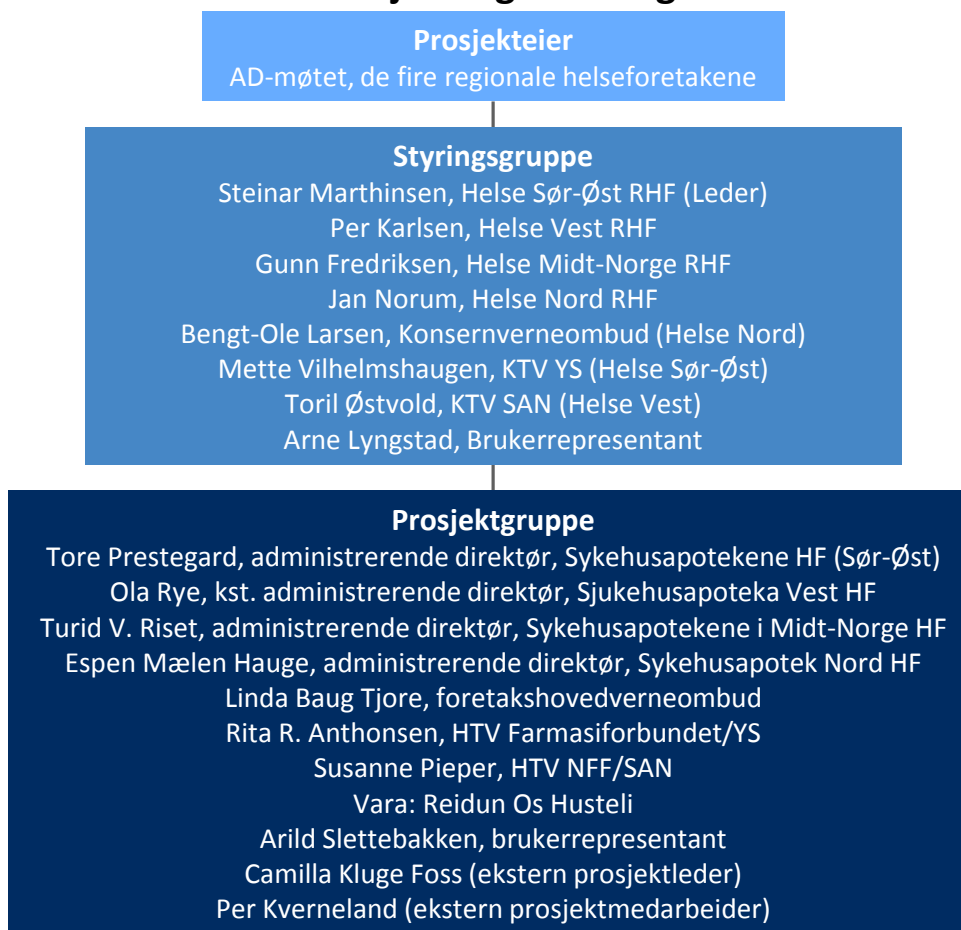 Prosjekteier
AD-møtet, de fire regionale helseforetakene
Styringsgruppe
Steinar Marthinsen, Helse Sør-Øst RHF (Leder)
Per Karlsen, Helse Vest RHF
Gunn Fredriksen, Helse Midt-Norge RHF
Jan Norum, Helse Nord RHF
Bengt-Ole Larsen, Konsernverneombud (Helse Nord)
Mette Vilhelmshaugen, KTV YS (Helse Sør-Øst)
Toril Østvold, KTV SAN (Helse Vest)
Arne Lyngstad, Brukerrepresentant
Prosjektgruppe
Tore Prestegard, administrerende direktør, Sykehusapotekene HF (Sør-Øst)
Ola Rye, kst. administrerende direktør, Sjukehusapoteka Vest HF
Turid V. Riset, administrerende direktør, Sykehusapotekene i Midt-Norge HF
Espen Mælen Hauge, administrerende direktør, Sykehusapotek Nord HF
Linda Baug Tjore, foretakshovedverneombud
Rita R. Anthonsen, HTV Farmasiforbundet/YS
Susanne Pieper, HTV NFF/SAN
Vara: Reidun Os Husteli
Arild Slettebakken, brukerrepresentant
Camilla Kluge Foss (ekstern prosjektleder)
Per Kverneland (ekstern prosjektmedarbeider)